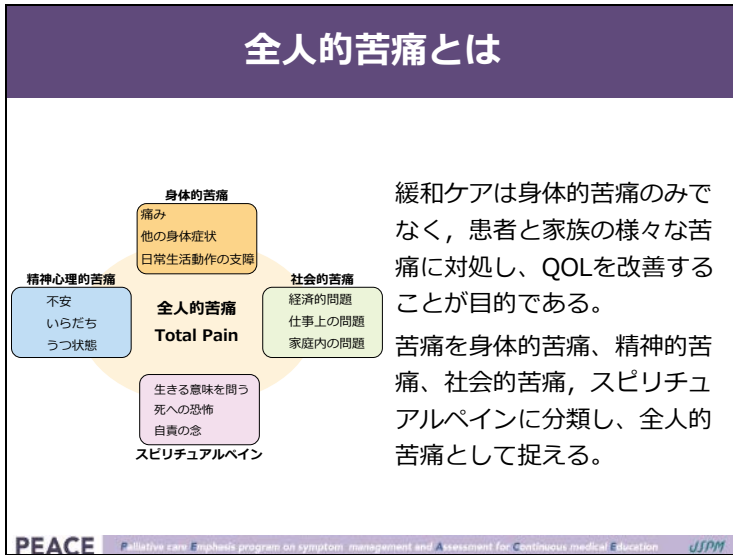 全人的苦痛とは
身体的苦痛
痛み
他の身体症状
日常生活動作の支障
精神心理的苦痛
不安
いらだち
うつ状態
全人的苦痛
Total Pain
社会的苦痛
経済的問題
仕事上の問題
家庭内の問題
生きる意味を問う
死への恐怖
自責の念
スピリチュアルペイン
緩和ケアは身体的苦痛のみで
なく，患者と家族の様々な苦
痛に対処し、QOLを改善する
ことが目的である。
苦痛を身体的苦痛、精神的苦
痛、社会的苦痛，スピリチュ
アルペインに分類し、全人的
苦痛として捉える。
PEACE Palliative care Emphasis program on symptom management and Assessment for Continuous medical Education JSPM